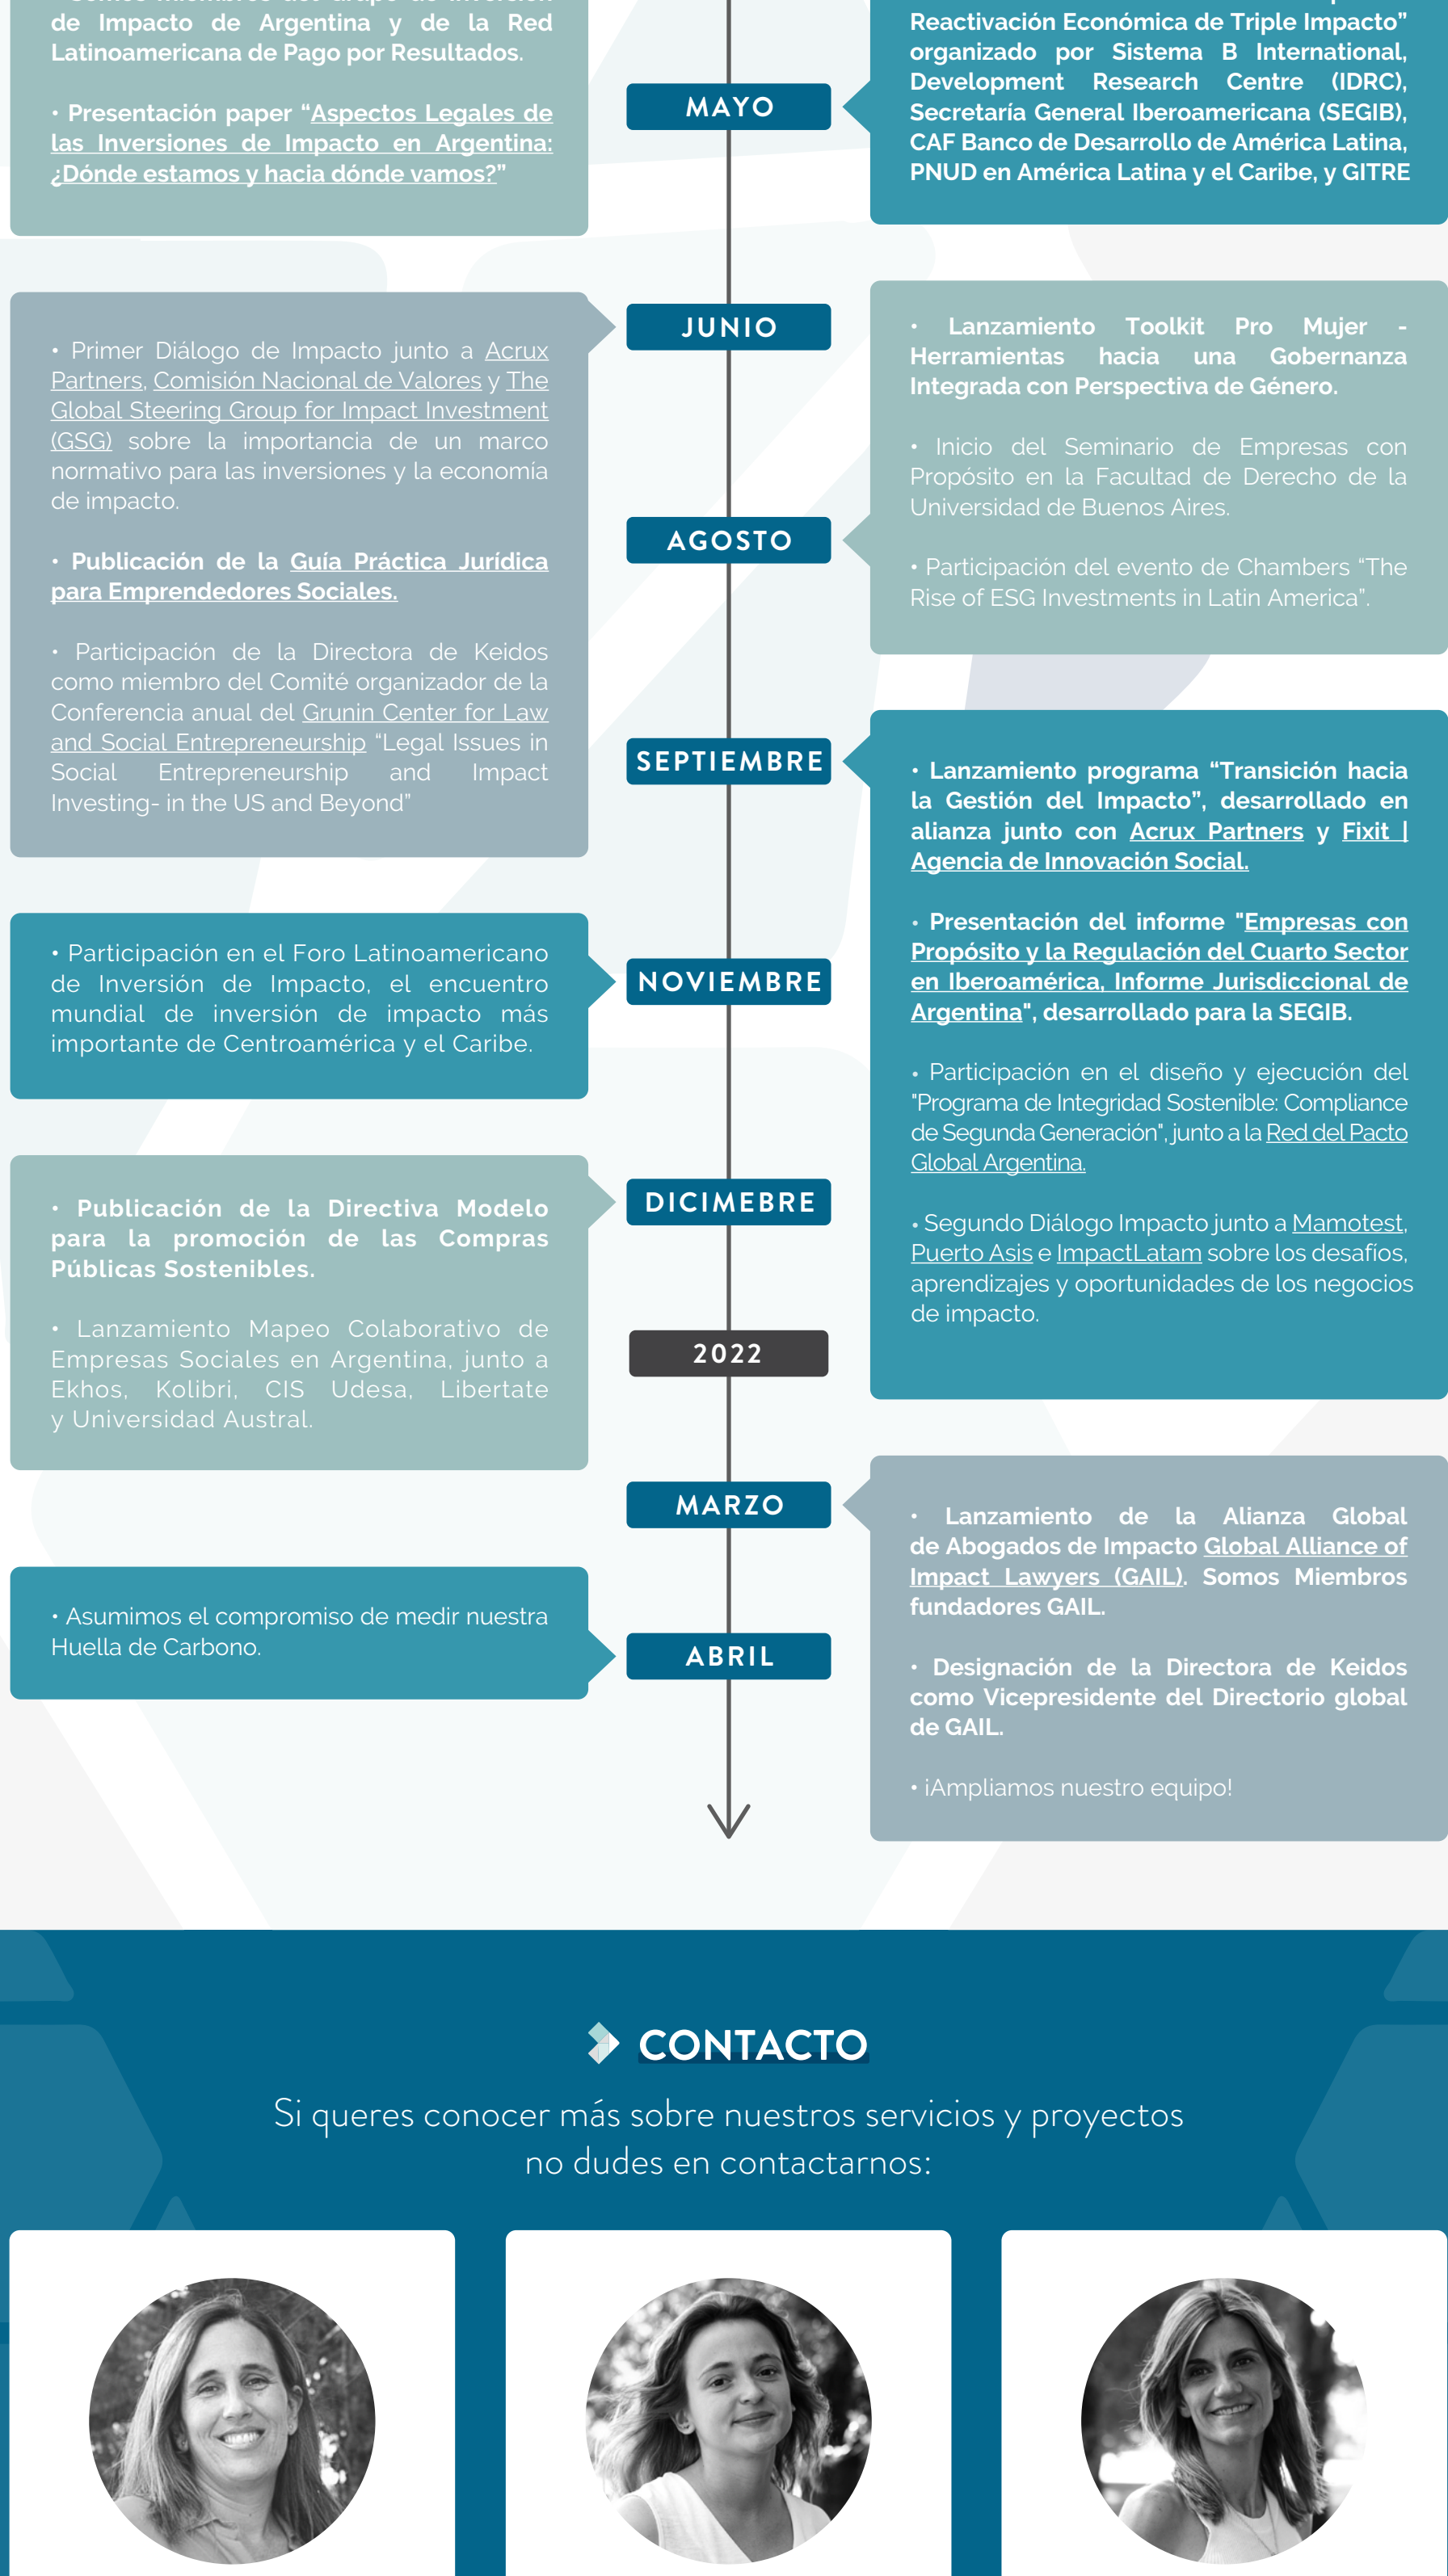 de Impacto de Argentina y de la Red
Latinoamericana de Pago por Resultados.
• Presentación paper “Aspectos Legales de
las Inversiones de Impacto en Argentina:
¿Dónde estamos y hacia dónde vamos?”
MAYO
Reactivación Económica de Triple Impacto”
organizado por Sistema B International,
Development Research Centre (IDRC),
Secretaría General Iberoamericana (SEGIB),
CAF Banco de Desarrollo de América Latina,
PNUD en América Latina y el Caribe, y GITRE
JUNIO
• Primer Diálogo de Impacto junto a Acrux
Partners, Comisión Nacional de Valores y The
Global Steering Group for Impact Investment
(GSG) sobre la importancia de un marco
normativo para las inversiones y la economía
de impacto.
• Publicación de la Guía Práctica Jurídica
para Emprendedores Sociales.
• Participación de la Directora de Keidos
como miembro del Comité organizador de la
Conferencia anual del Grunin Center for Law
and Social Entrepreneurship “Legal Issues in
Social Entrepreneurship and Impact
Investing- in the US and Beyond”
AGOSTO
• Lanzamiento Toolkit Pro Mujer -
Herramientas hacia una Gobernanza
Integrada con Perspectiva de Género.
• Inicio del Seminario de Empresas con
Propósito en la Facultad de Derecho de la
Universidad de Buenos Aires.
• Participación del evento de Chambers “The
Rise of ESG Investments in Latin America”.
SEPTIEMBRE
• Lanzamiento programa “Transición hacia
la Gestión del Impacto”, desarrollado en
alianza junto con Acrux Partners y Fixit |
Agencia de Innovación Social.
• Presentación del informe "Empresas con
Propósito y la Regulación del Cuarto Sector
en Iberoamérica, Informe Jurisdiccional de
Argentina", desarrollado para la SEGIB.
• Participación en el diseño y ejecución del
"Programa de Integridad Sostenible: Compliance
de Segunda Generación", junto a la Red del Pacto
Global Argentina.
• Segundo Diálogo Impacto junto a Mamotest,
Puerto Asis e ImpactLatam sobre los desafíos,
aprendizajes y oportunidades de los negocios
de impacto.
NOVIEMBRE
• Participación en el Foro Latinoamericano
de Inversión de Impacto, el encuentro
mundial de inversión de impacto más
importante de Centroamérica y el Caribe.
DICIMEBRE
• Publicación de la Directiva Modelo
para la promoción de las Compras
Públicas Sostenibles.
• Lanzamiento Mapeo Colaborativo de
Empresas Sociales en Argentina, junto a
Ekhos, Kolibri, CIS Udesa, Libertate
y Universidad Austral.
2022
MARZO
• Lanzamiento de la Alianza Global
de Abogados de Impacto Global Alliance of
Impact Lawyers (GAIL). Somos Miembros
fundadores GAIL.
• Designación de la Directora de Keidos
como Vicepresidente del Directorio global
de GAIL.
• ¡Ampliamos nuestro equipo!
ABRIL
• Asumimos el compromiso de medir nuestra
Huella de Carbono.
CONTACTO
Si queres conocer más sobre nuestros servicios y proyectos
no dudes en contactarnos: